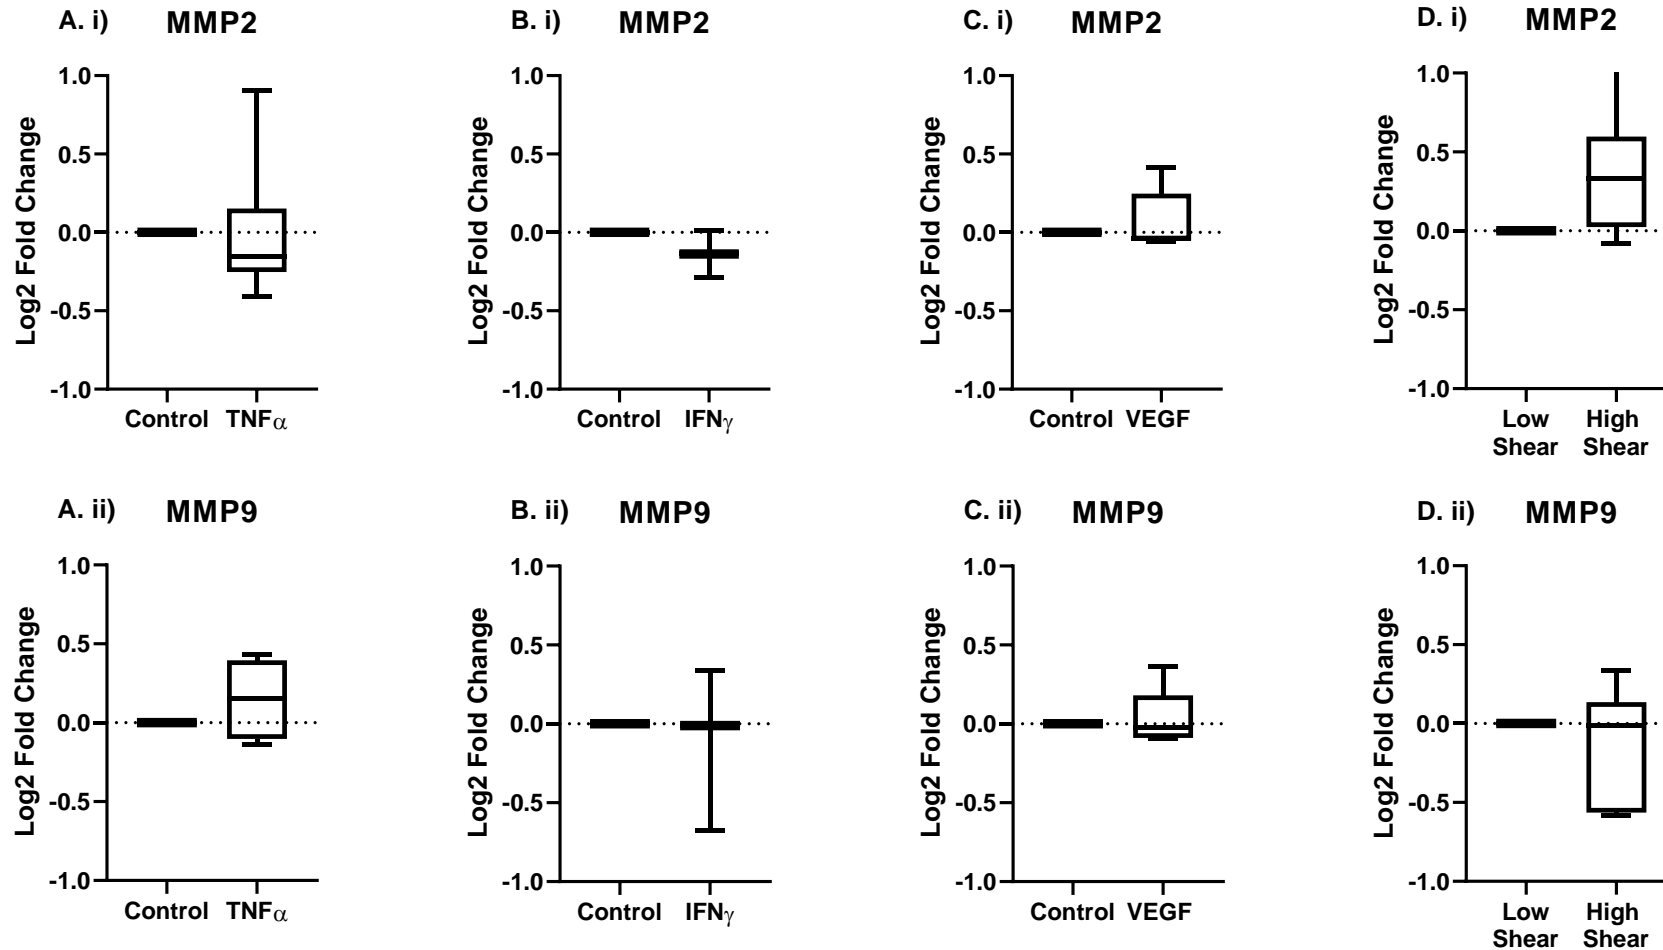 A. i) MMP2
Log2 Fold Change
1.0
0.5
0.0
-0.5
-1.0
Control TNFα
B. i) MMP2
Log2 Fold Change
1.0
0.5
0.0
-0.5
-1.0
Control IFNγ
C. i) MMP2
Log2 Fold Change
1.0
0.5
0.0
-0.5
-1.0
Control VEGF
D. i) MMP2
Log2 Fold Change
1.0
0.5
0.0
-0.5
-1.0
Low High
Shear Shear
A. ii) MMP9
Log2 Fold Change
1.0
0.5
0.0
-0.5
-1.0
Control TNFα
B. ii) MMP9
Log2 Fold Change
1.0
0.5
0.0
-0.5
-1.0
Control IFNγ
C. ii) MMP9
Log2 Fold Change
1.0
0.5
0.0
-0.5
-1.0
Control VEGF
D. ii) MMP9
Log2 Fold Change
1.0
0.5
0.0
-0.5
-1.0
Low High
Shear Shear